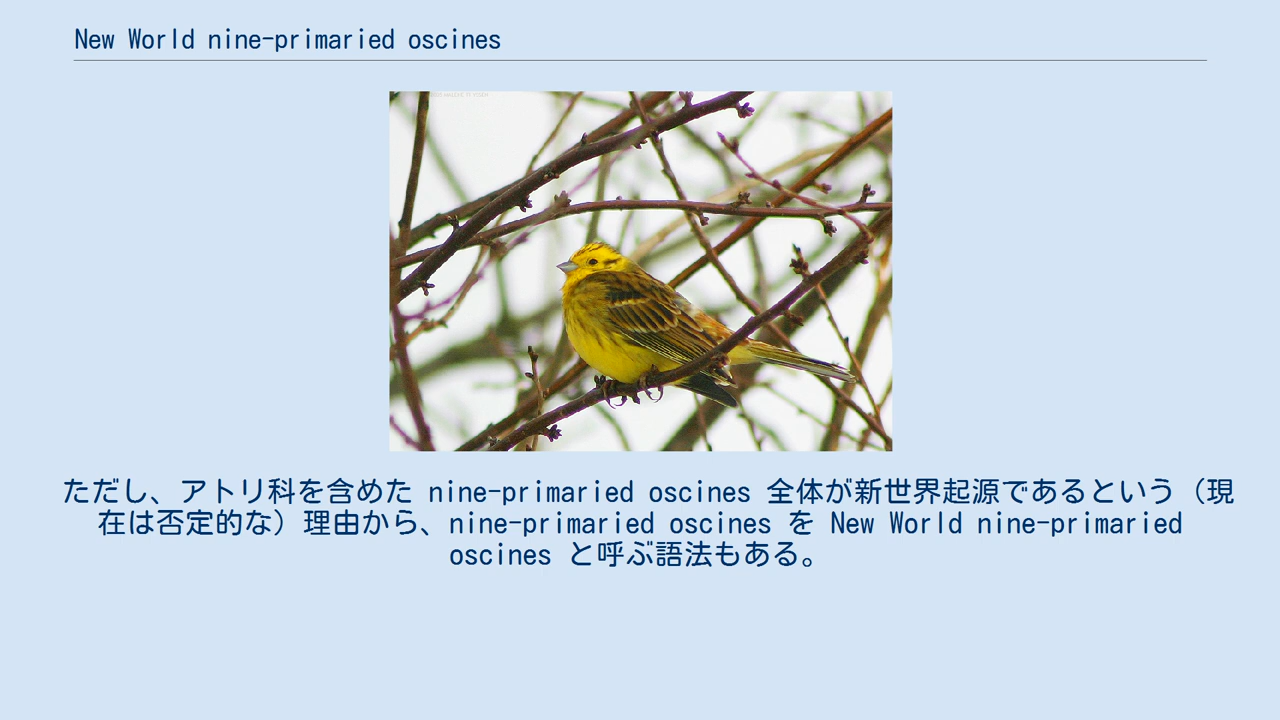 New World nine-primaried oscines
ただし、アトリ科を含めた nine-primaried oscines 全体が新世界起源であるという（現
在は否定的な）理由から、nine-primaried oscines を New World nine-primaried
oscines と呼ぶ語法もある。